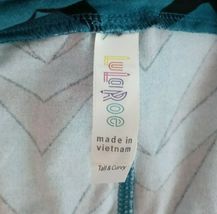 LuLaRoe
made in
vietnam
Tall & Curvy